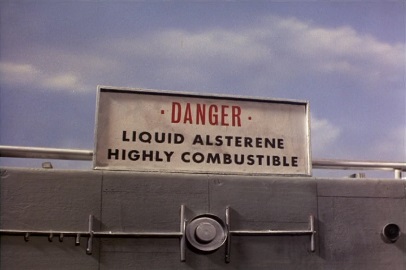 · DANGER ·
LIQUID ALSTERENE
HIGHLY COMBUSTIBLE